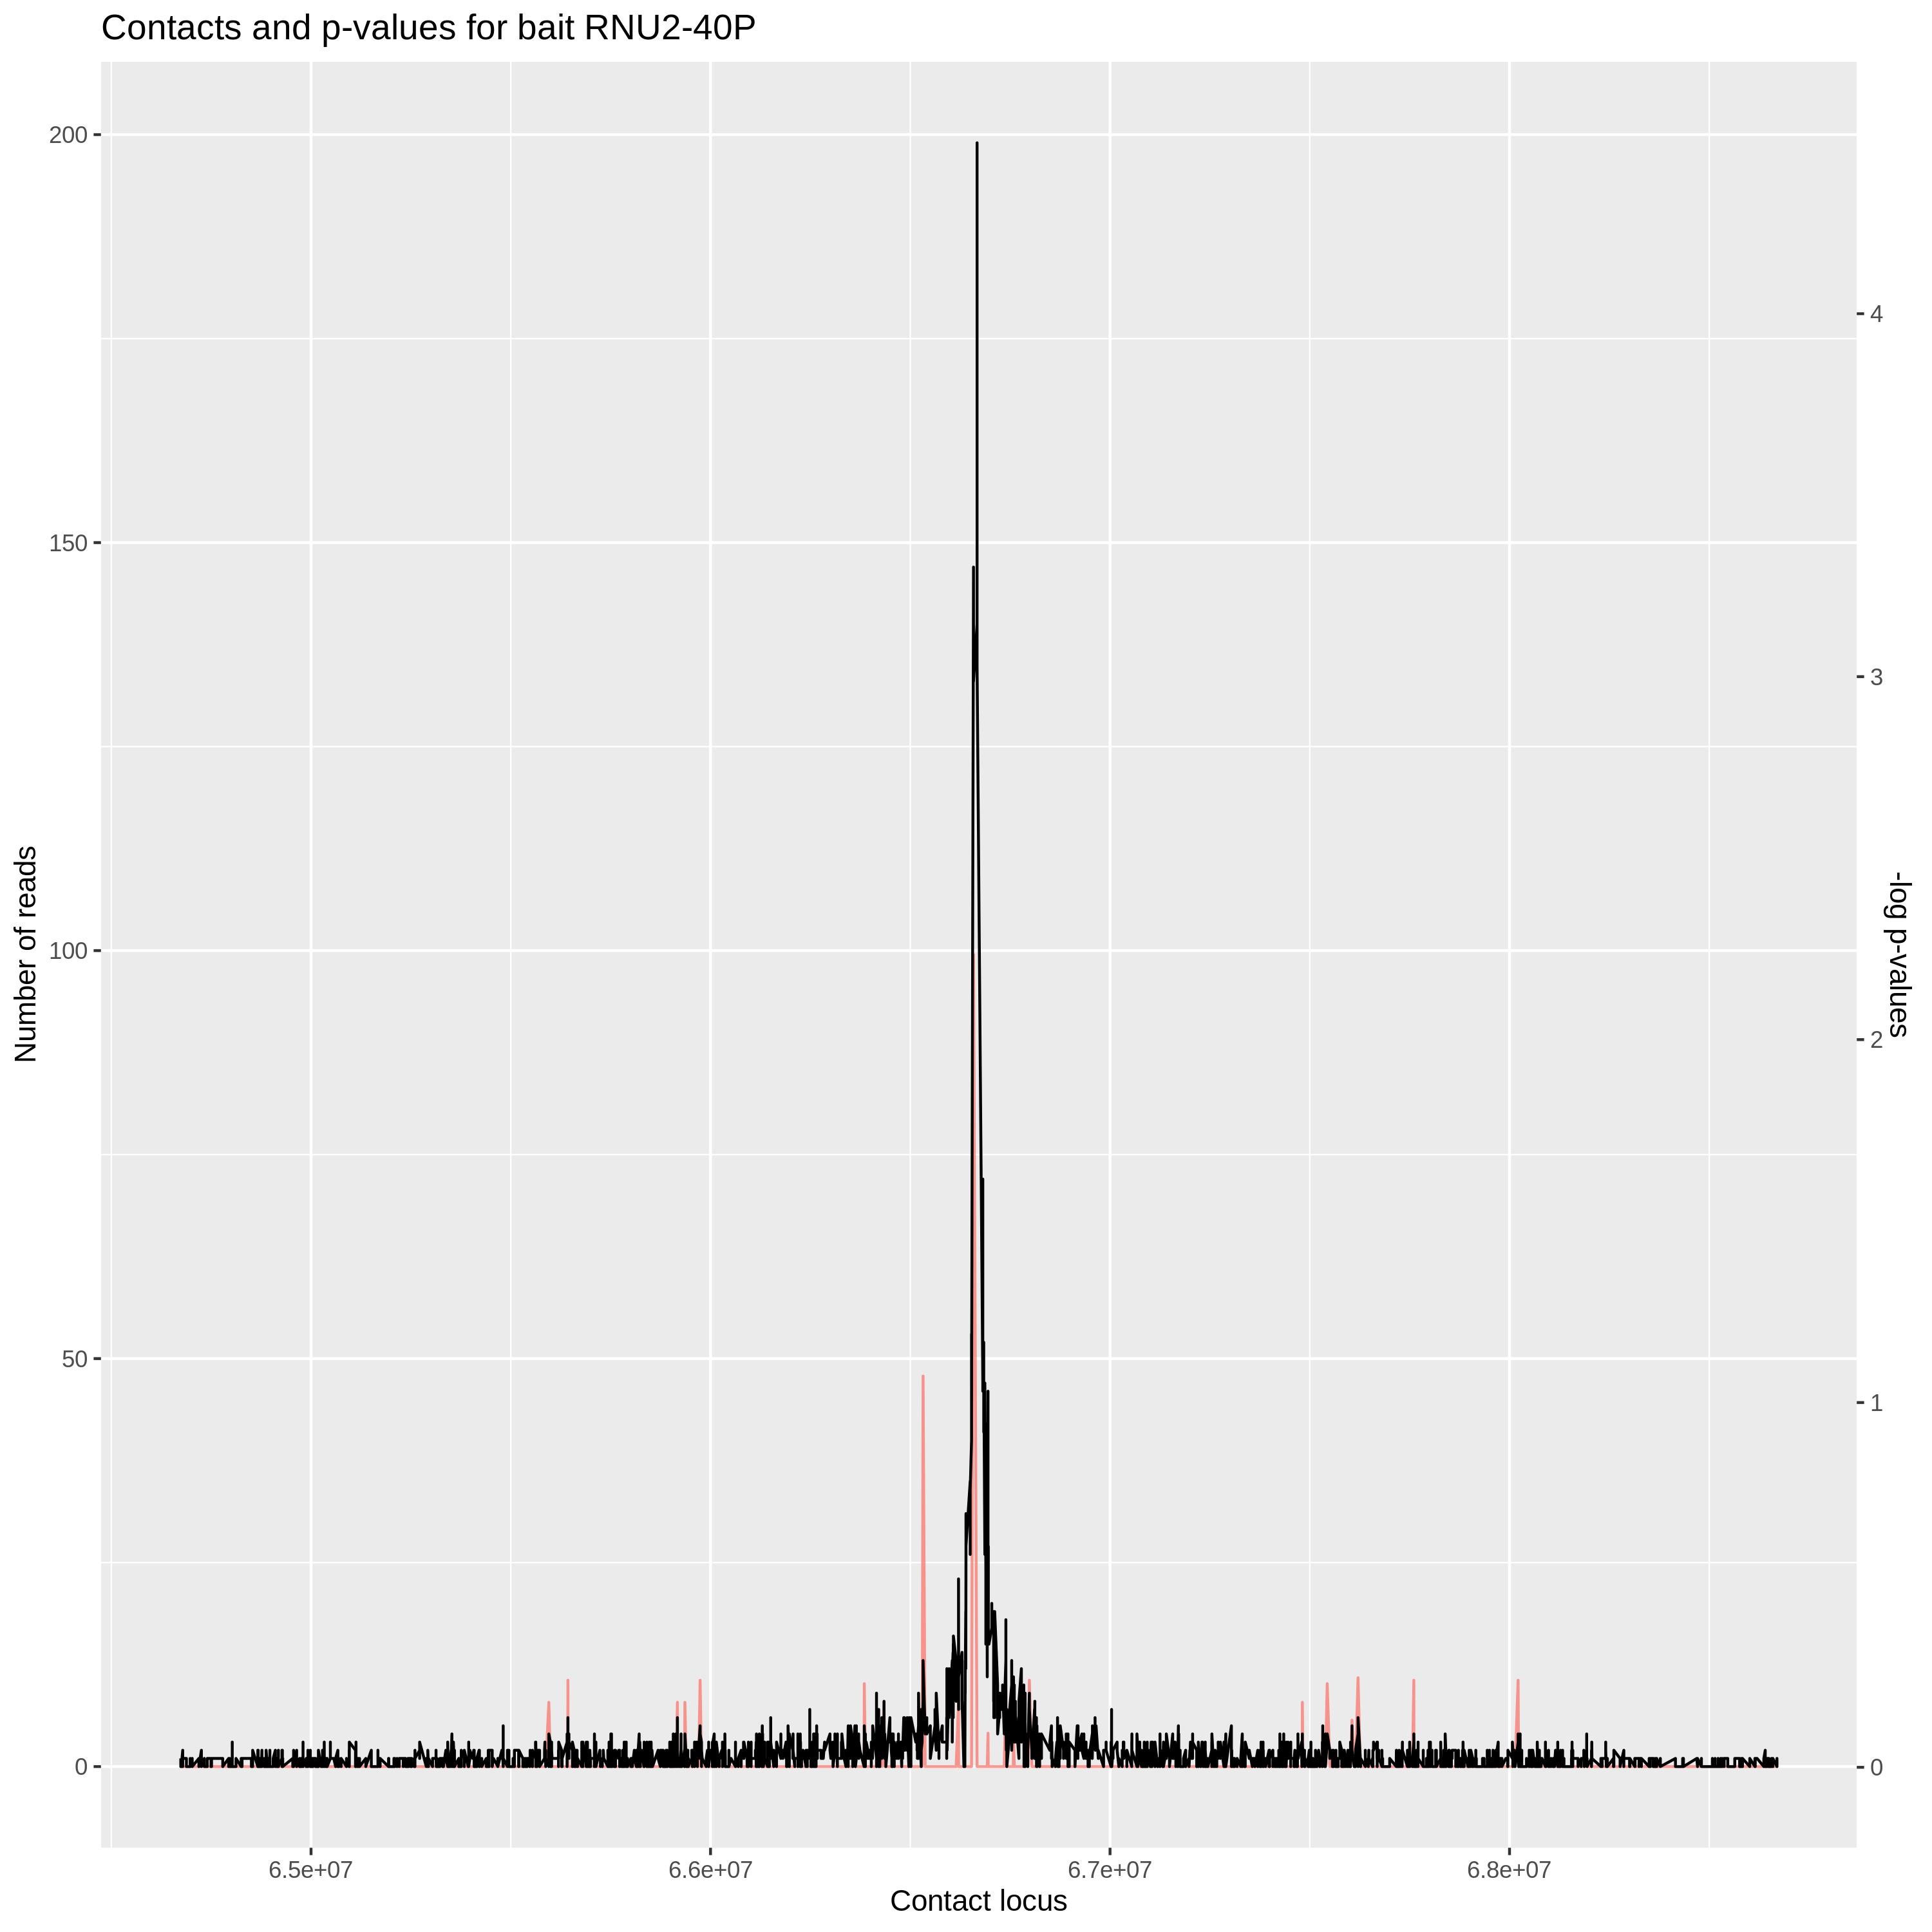 Contacts and p-values for bait RNU2-40P
200
150
100
50
0
Number of reads
4
3
2
1
0
-log p-values
6.5e+07
6.6e+07
6.7e+07
6.8e+07
Contact locus